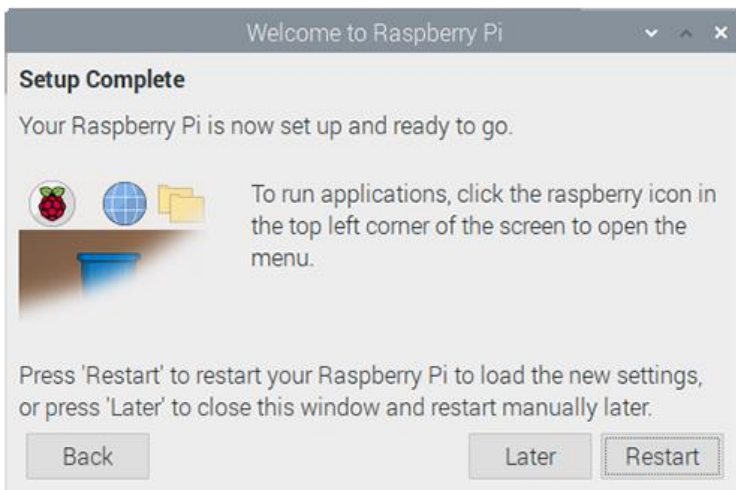 Welcome to Raspberry Pi
Setup Complete
Your Raspberry Pi is now set up and ready to go.
To run applications, click the raspberry icon in
the top left corner of the screen to open the
menu.
Press 'Restart' to restart your Raspberry Pi to load the new settings,
or press 'Later' to close this window and restart manually later.
Back
Later
Restart